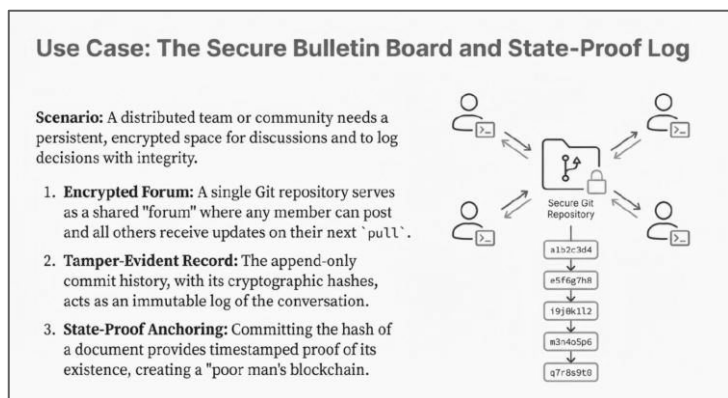 Use Case: The Secure Bulletin Board and State-Proof Log
Scenario: A distributed team or community needs a
persistent, encrypted space for discussions and to log
decisions with integrity.
1. Encrypted Forum: A single Git repository serves
as a shared "forum" where any member can post
and all others receive updates on their next `pull`.
2. Tamper-Evident Record: The append-only
commit history, with its cryptographic hashes,
acts as an immutable log of the conversation.
3. State-Proof Anchoring: Committing the hash of
a document provides timestamped proof of its
existence, creating a "poor man's blockchain.
Secure Git
Repository
a1b2c3d4
e5f6g7h8
i9j0k1l2
m3n4o5p6
q7r8s9t0